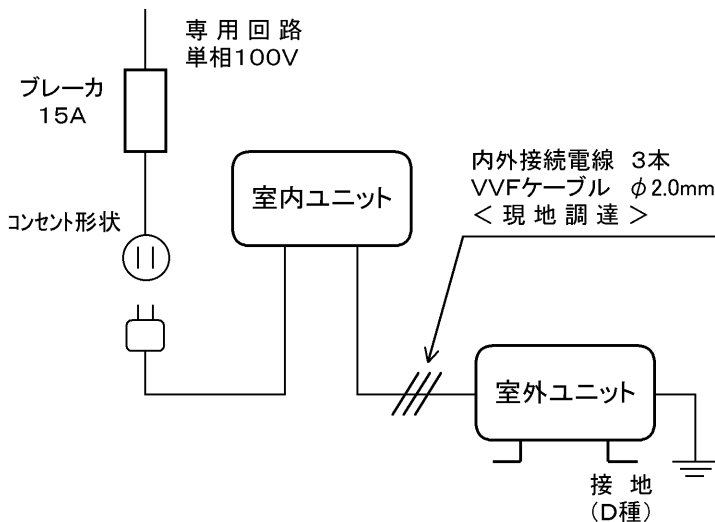 専用回路
単相100V
ブレーカ
15A
コンセント形状
室内ユニット
内外接続電線 3本
VVFケーブル φ2.0mm
＜現地調達＞
室外ユニット
接地
（D種）